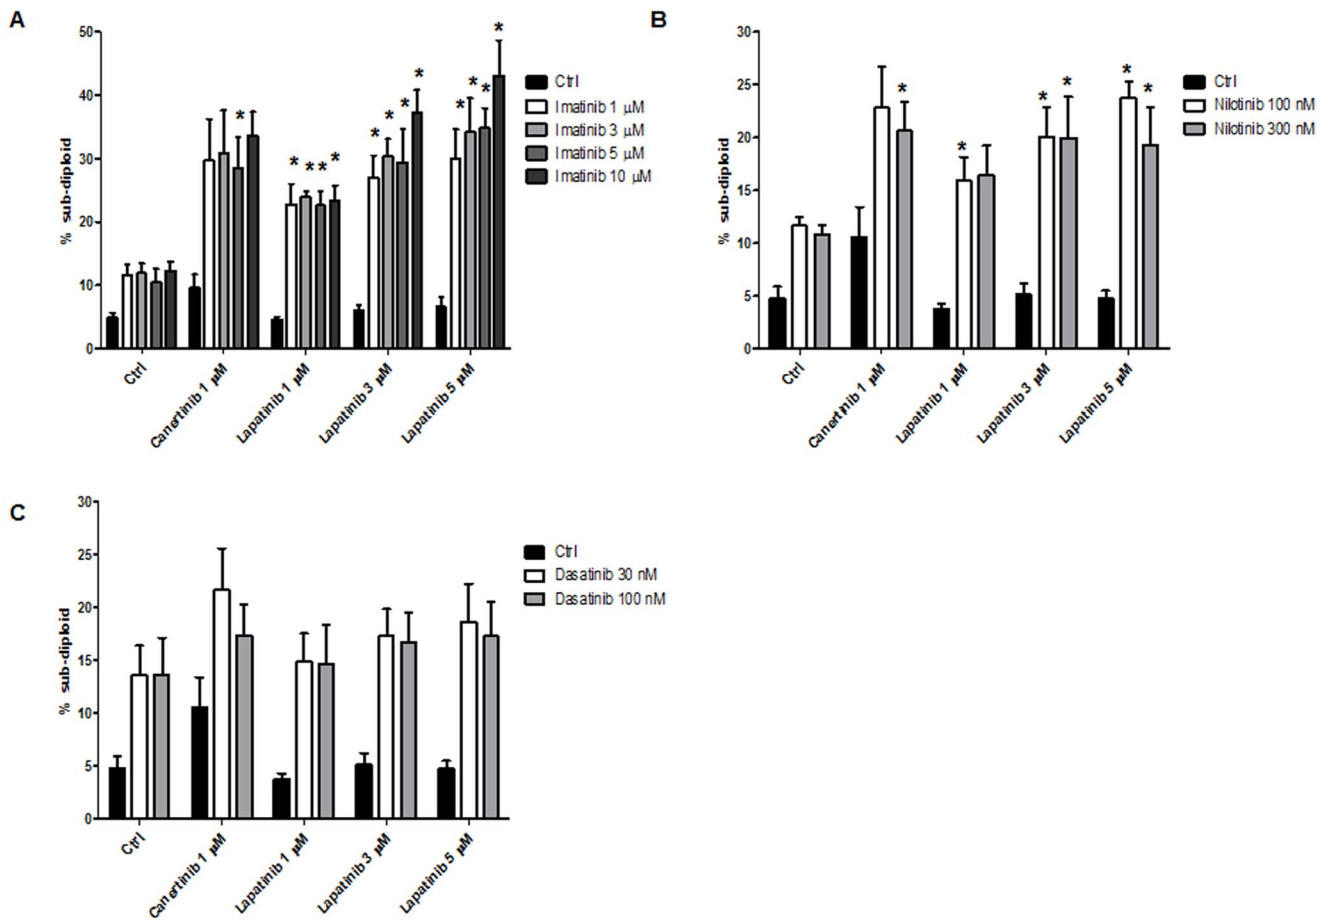 A
% sub-diploid
50
40
30
20
10
0
* * * * * * * * * * * * *
Ctrl
Canertinib 1 μM
Lapatinib 1 μM
Lapatinib 3 μM
Lapatinib 5 μM
Ctrl
Imatinib 1 μM
Imatinib 3 μM
Imatinib 5 μM
Imatinib 10 μM
B
% sub-diploid
30
25
20
15
10
5
0
* * * * * *
Ctrl
Canertinib 1 μM
Lapatinib 1 μM
Lapatinib 3 μM
Lapatinib 5 μM
Ctrl
Nilotinib 100 nM
Nilotinib 300 nM
C
% sub-diploid
30
25
20
15
10
5
0
Ctrl
Canertinib 1 μM
Lapatinib 1 μM
Lapatinib 3 μM
Lapatinib 5 μM
Ctrl
Dasatinib 30 nM
Dasatinib 100 nM